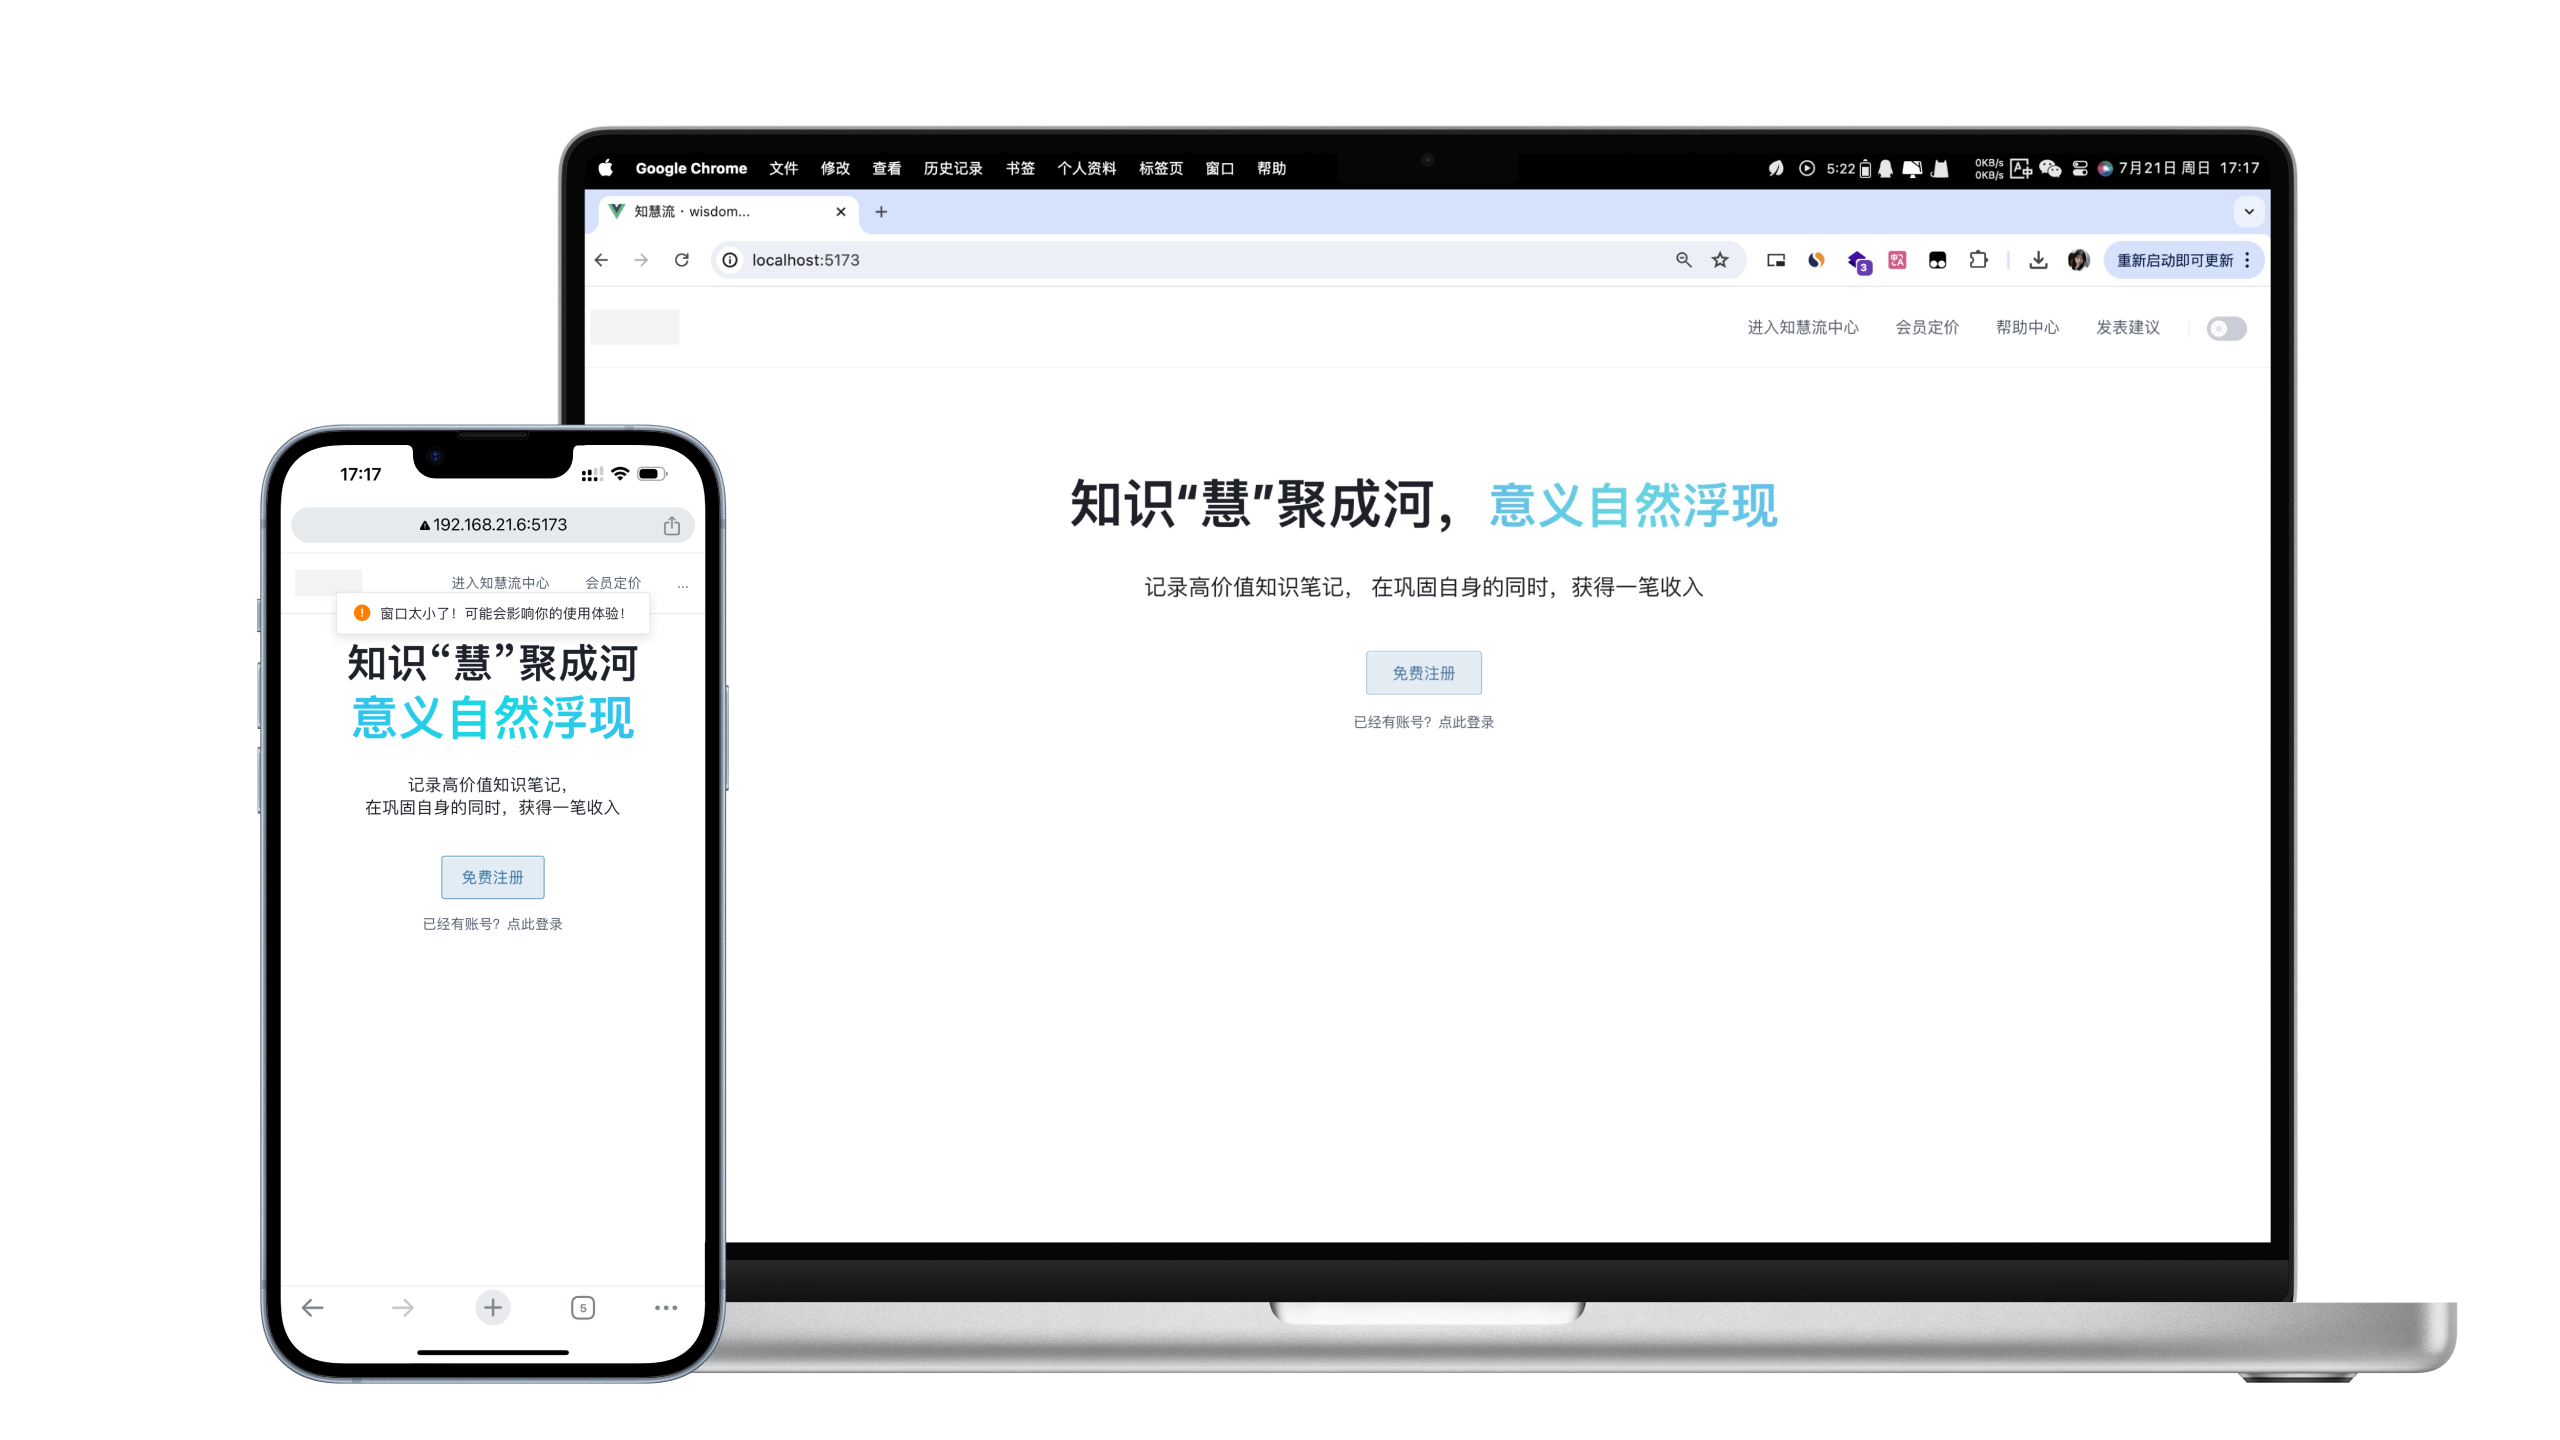 Google Chrome 文件 修改 查看 历史记录 书签 个人资料 标签页 窗口 帮助 5:22 0KB/s 0KB/s 7月21日 周日 17:17
知慧流 · wisdom...
localhost:5173 3 重新启动即可更新
进入知慧流中心 会员定价 帮助中心 发表建议
知识“慧”聚成河，意义自然浮现
记录高价值知识笔记， 在巩固自身的同时，获得一笔收入
免费注册
已经有账号？点此登录
17:17
192.168.21.6:5173
进入知慧流中心 会员定价 ...
窗口太小了！可能会影响你的使用体验！
知识“慧”聚成河
意义自然浮现
记录高价值知识笔记，
在巩固自身的同时，获得一笔收入
免费注册
已经有账号？点此登录
5